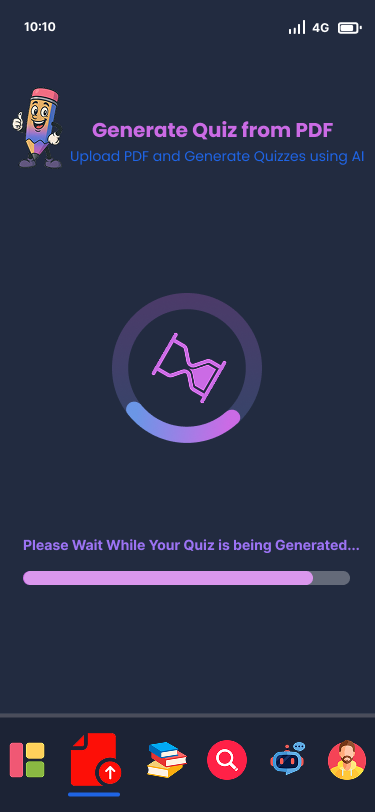 10:10
4G
Generate Quiz from PDF
Upload PDF and Generate Quizzes using AI
Please Wait While Your Quiz is being Generated...